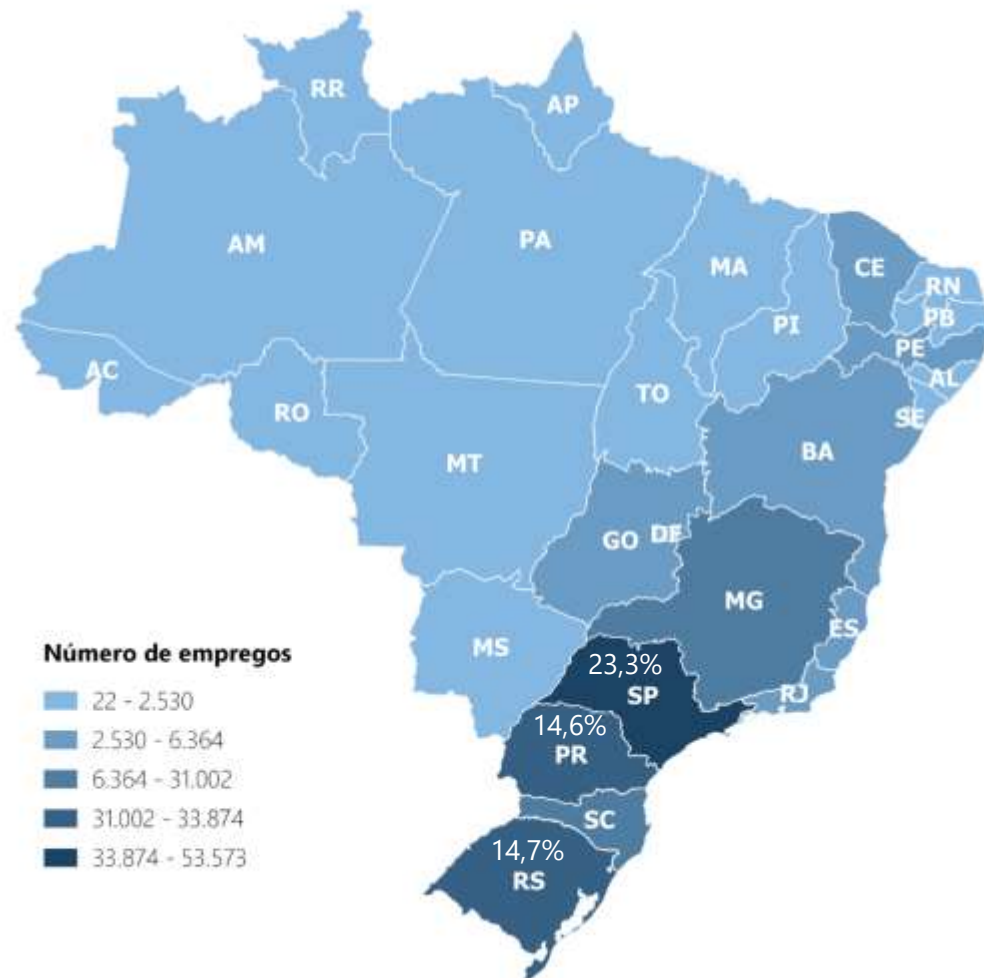 RR
AP
AM
PA
MA
CE
RN
PB
PI
PE
AL
SE
AC
RO
TO
BA
MT
GO
DF
MG
ES
MS
RJ
23,3%
SP
14,6%
PR
SC
14,7%
RS
Número de empregos
22 - 2.530
2.530 - 6.364
6.364 - 31.002
31.002 - 33.874
33.874 - 53.573